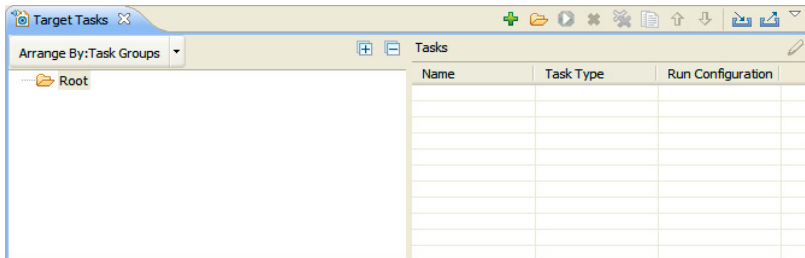 Target Tasks
Arrange By:Task Groups
Root
Tasks
Name Task Type Run Configuration